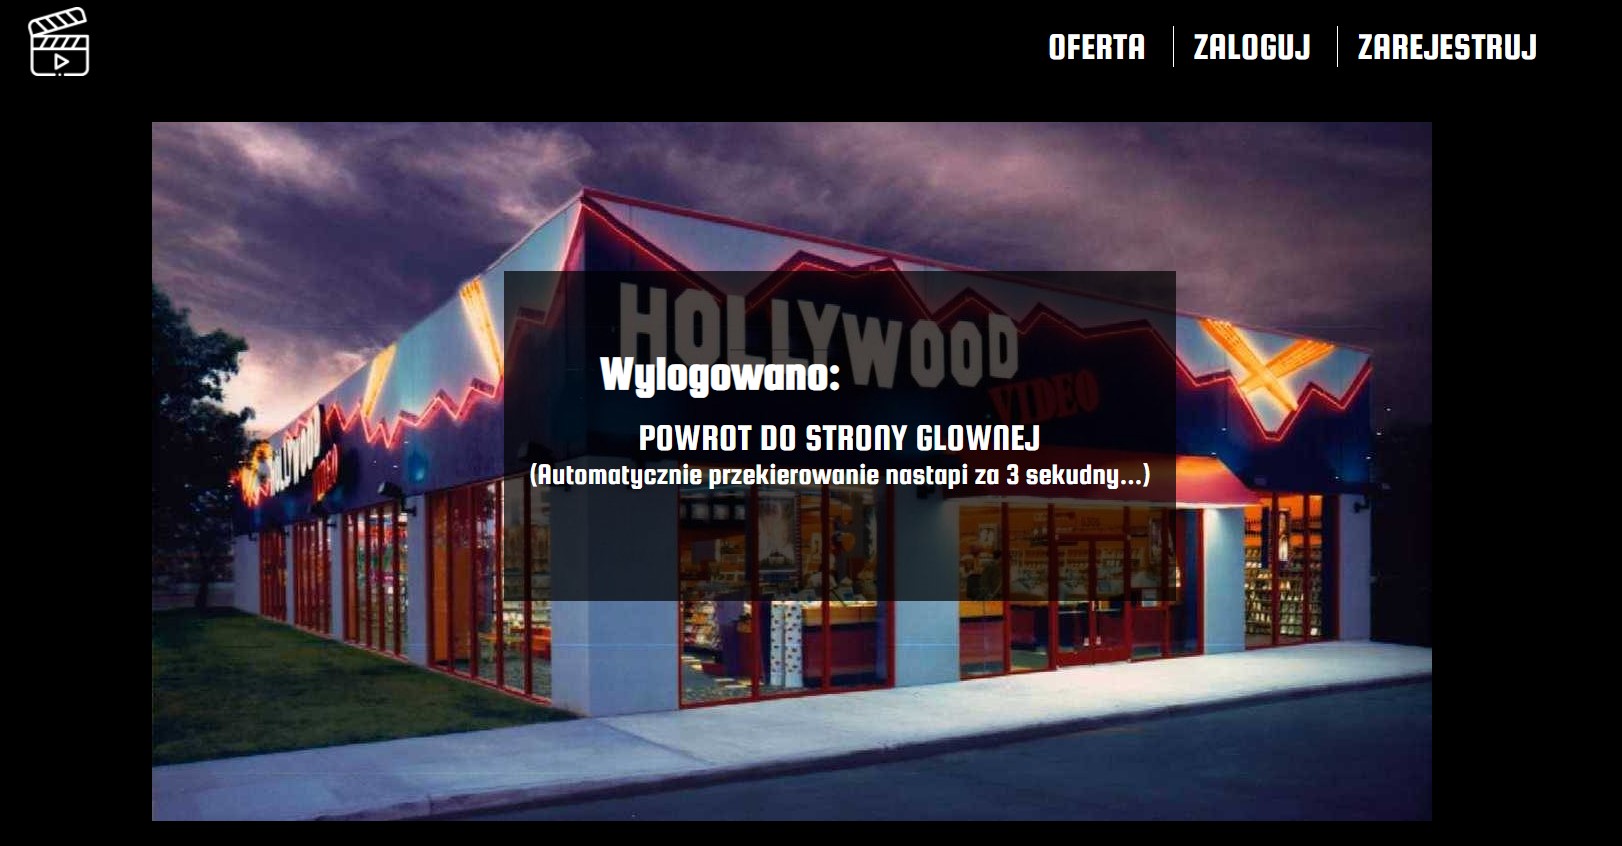 OFERTA
ZALOGUJ
ZAREJESTRUJ
HOLLYWOOD
VIDEO
Wylogowano:
POWROT DO STRONY GLOWNEJ
(Automatycznie przekierowanie nastapi za 3 sekudny...)
HOLLYWOOD
VIDEO